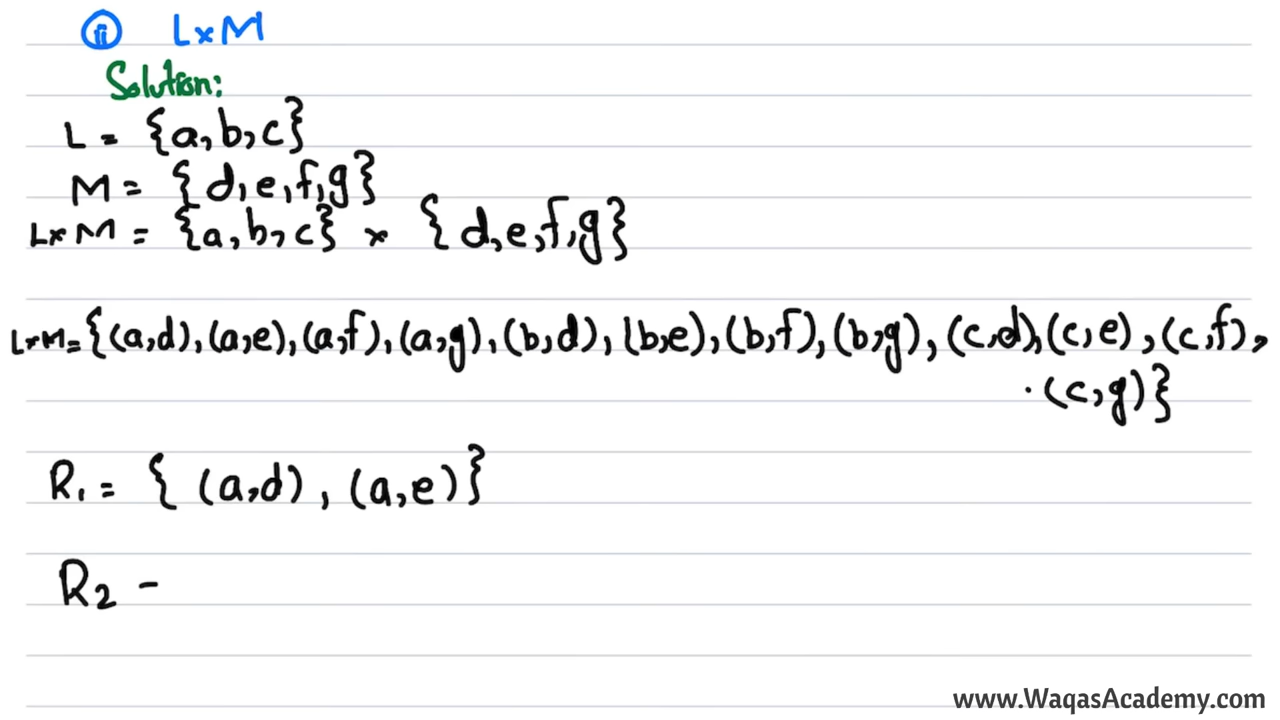 ii L×M
Solution:
L = {a, b, c}
M = {d, e, f, g}
L×M = {a, b, c} × {d, e, f, g}
L×M = {(a,d), (a,e), (a,f), (a,g), (b,d), (b,e), (b,f), (b,g), (c,d), (c,e), (c,f),
. (c,g)}
R₁ = {(a,d), (a,e)}
R₂ -
www.WaqasAcademy.com